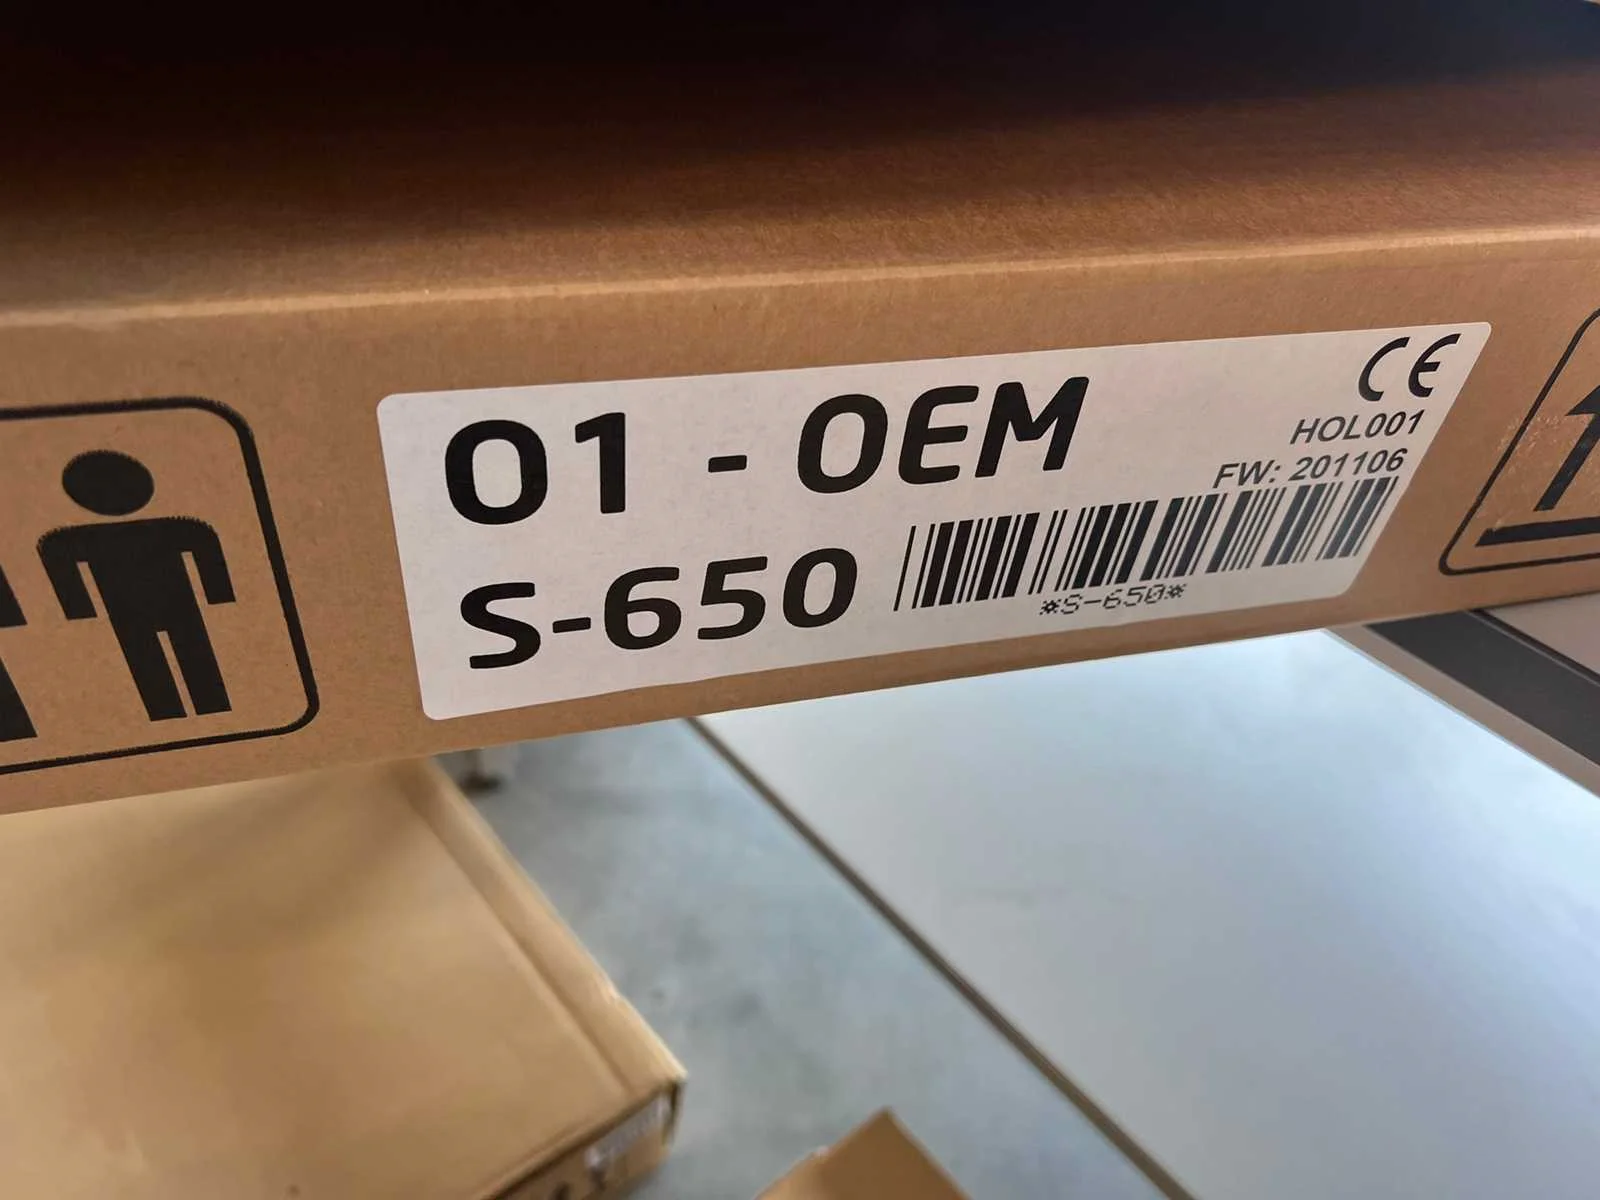 01 - OEM
CE
HOL001
FW: 201106
S-650
*S-650*